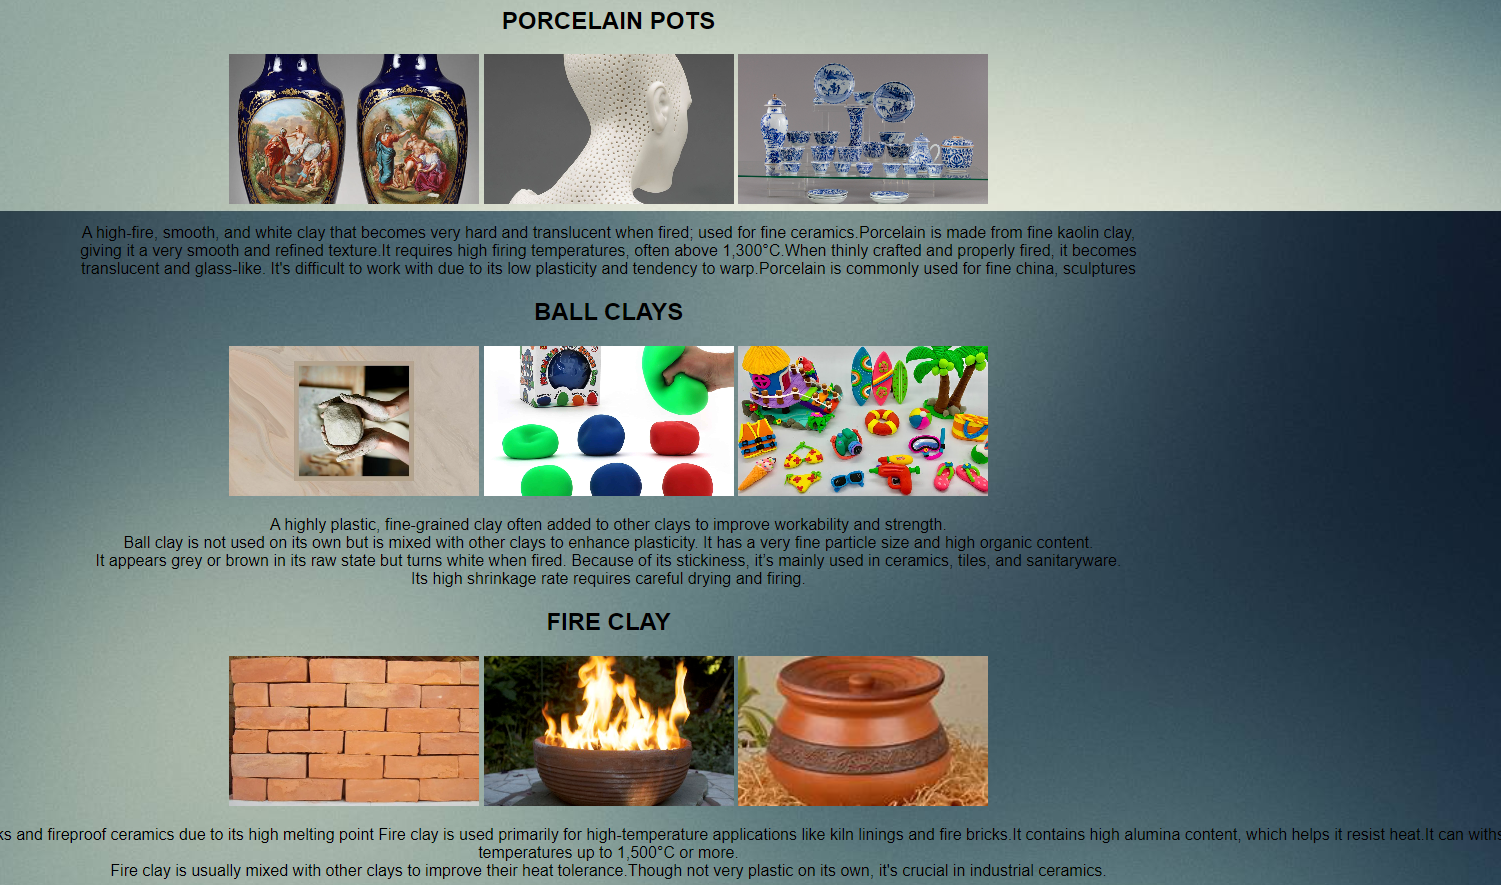 PORCELAIN POTS
A high-fire, smooth, and white clay that becomes very hard and translucent when fired; used for fine ceramics.Porcelain is made from fine kaolin clay,
giving it a very smooth and refined texture.It requires high firing temperatures, often above 1,300°C.When thinly crafted and properly fired, it becomes
translucent and glass-like. It's difficult to work with due to its low plasticity and tendency to warp.Porcelain is commonly used for fine china, sculptures
BALL CLAYS
A highly plastic, fine-grained clay often added to other clays to improve workability and strength.
Ball clay is not used on its own but is mixed with other clays to enhance plasticity. It has a very fine particle size and high organic content.
It appears grey or brown in its raw state but turns white when fired. Because of its stickiness, it's mainly used in ceramics, tiles, and sanitaryware.
Its high shrinkage rate requires careful drying and firing.
FIRE CLAY
and fireproof ceramics due to its high melting point Fire clay is used primarily for high-temperature applications like kiln linings and fire bricks.It contains high alumina content, which helps it resist heat.It can
temperatures up to 1,500°C or more.
Fire clay is usually mixed with other clays to improve their heat tolerance.Though not very plastic on its own, it's crucial in industrial ceramics.